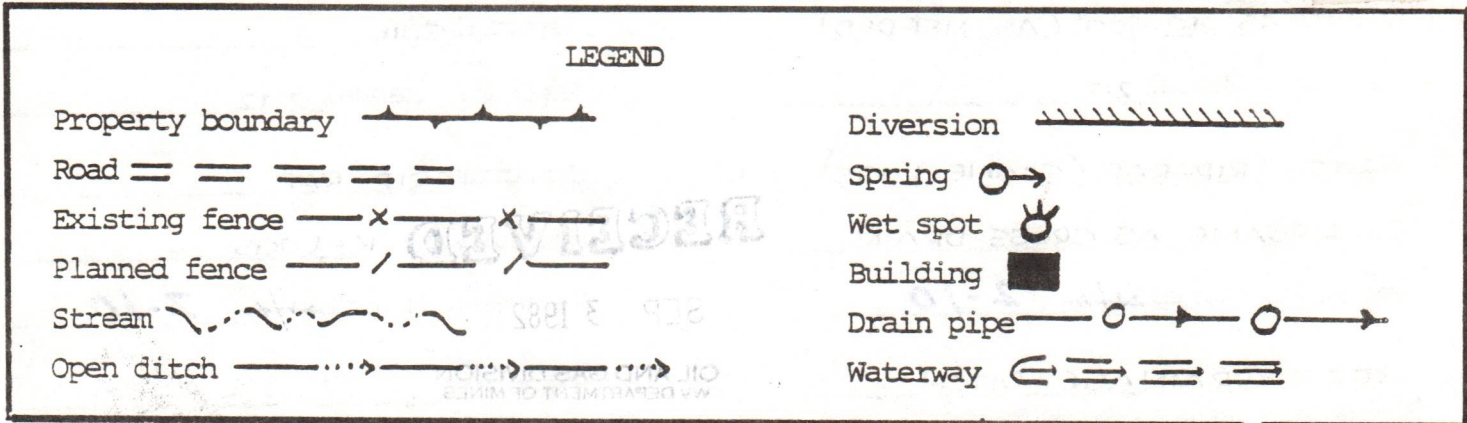 LEGEND
Property boundary
Road
Existing fence
Planned fence
Stream
Open ditch
Diversion
Spring
Wet spot
Building
Drain pipe
Waterway
RECEIVED
SEP 3 1982
OIL AND GAS DIVISION
WV DEPARTMENT OF MINES